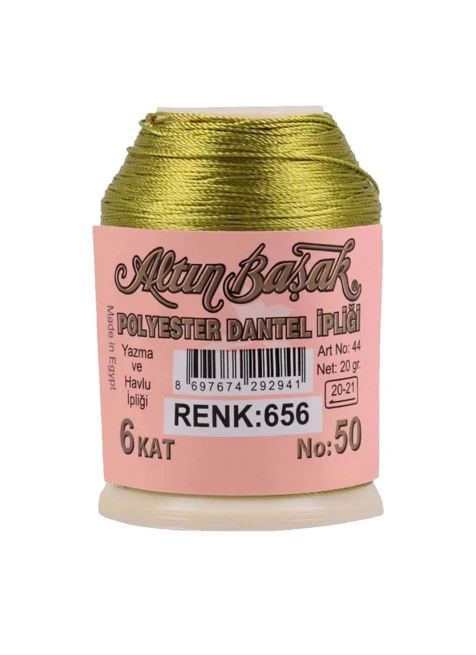 Altın Başak®
POLYESTER DANTEL İPLİĞİ
Made in Egypt
Yazma
ve
Havlu
İpliği
8 697674 292941
Art No: 44
Net: 20 gr.
20-21
RENK:656
6 KAT
No: 50